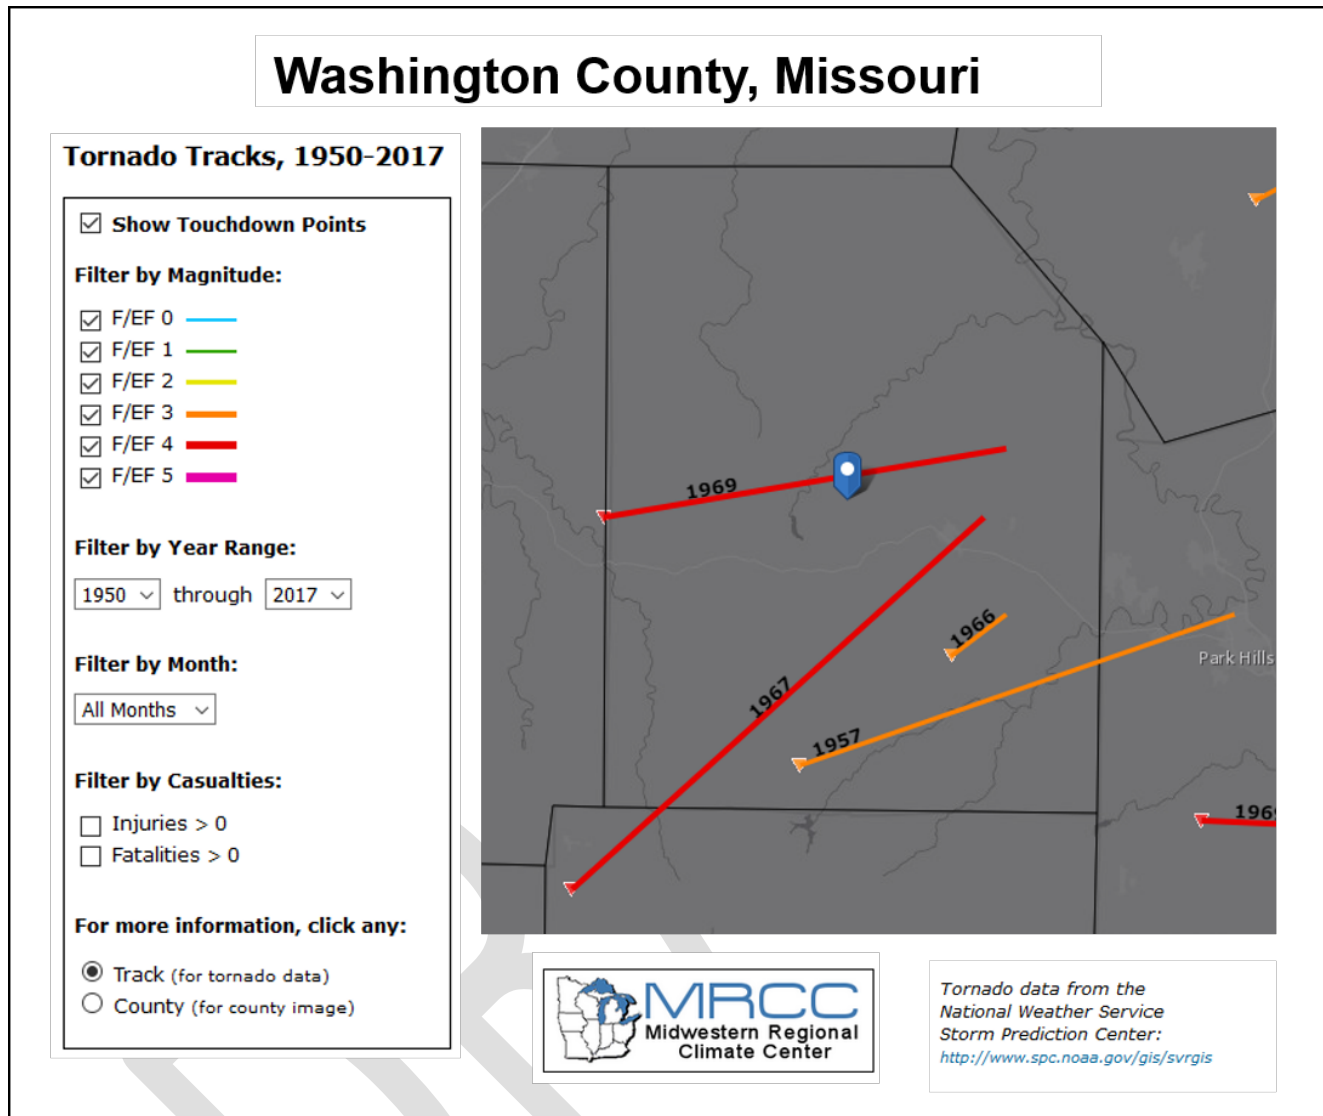 Washington County, Missouri
Tornado Tracks, 1950-2017
Show Touchdown Points
Filter by Magnitude:
F/EF 0
F/EF 1
F/EF 2
F/EF 3
F/EF 4
F/EF 5
Filter by Year Range:
1950 through 2017
Filter by Month:
All Months
Filter by Casualties:
Injuries > 0
Fatalities > 0
For more information, click any:
Track (for tornado data)
County (for county image)
1969
1966
Park Hills
1967
1957
MRCC
Midwestern Regional
Climate Center
Tornado data from the
National Weather Service
Storm Prediction Center:
http://www.spc.noaa.gov/gis/svrgis